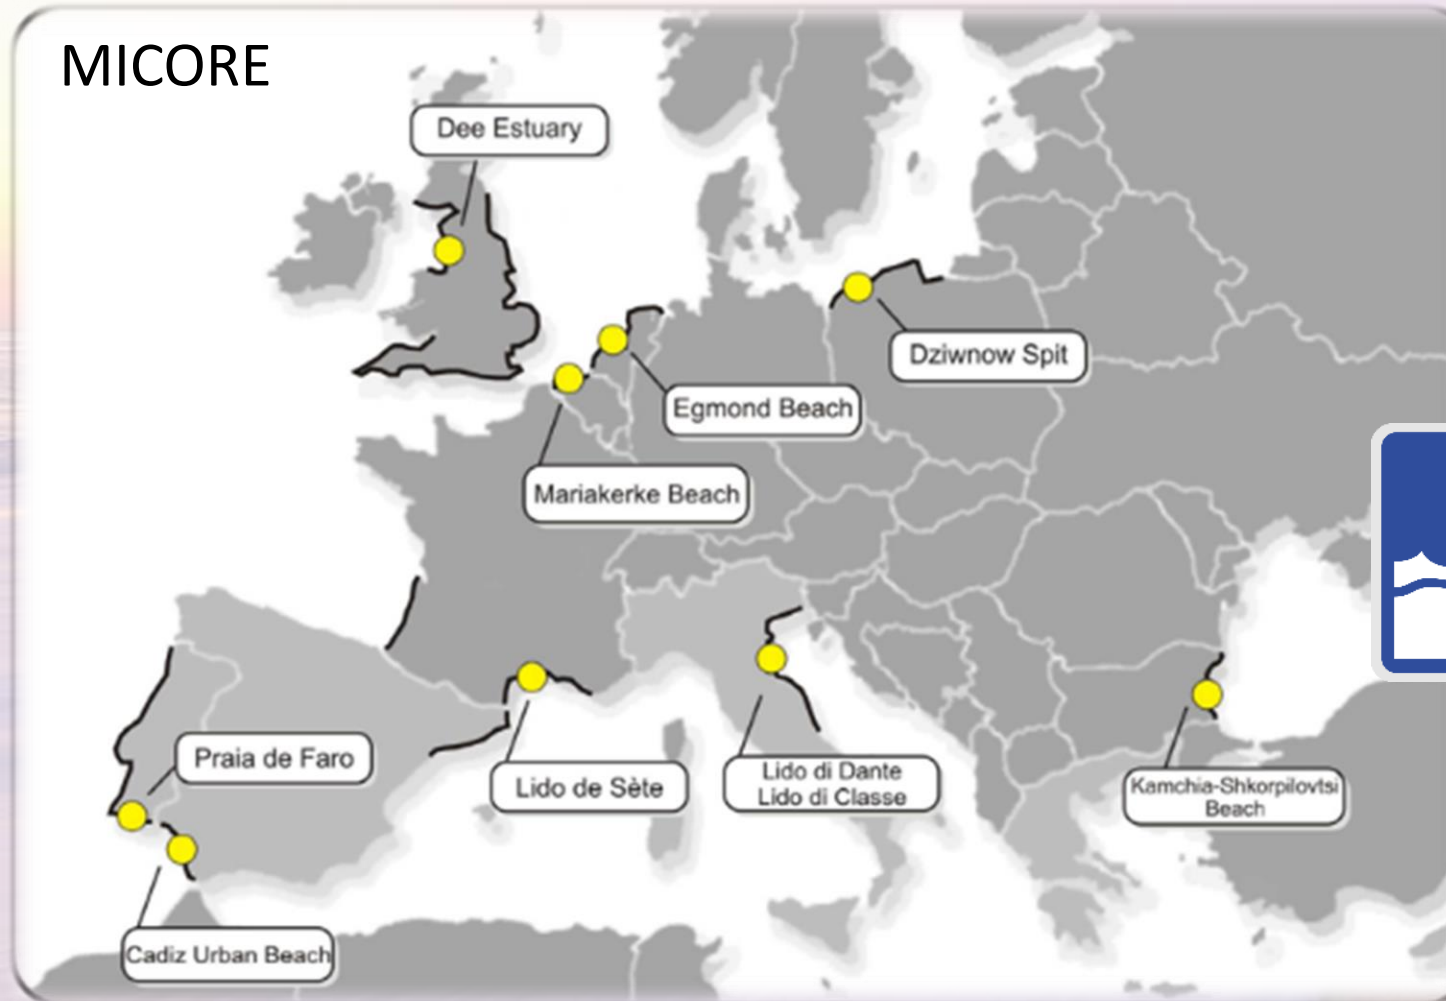 MICORE
Dee Estuary
Dziwnow Spit
Egmond Beach
Mariakerke Beach
Praia de Faro
Lido de Sète
Lido di Dante
Lido di Classe
Kamchia-Shkorpilovtsi
Beach
Cadiz Urban Beach